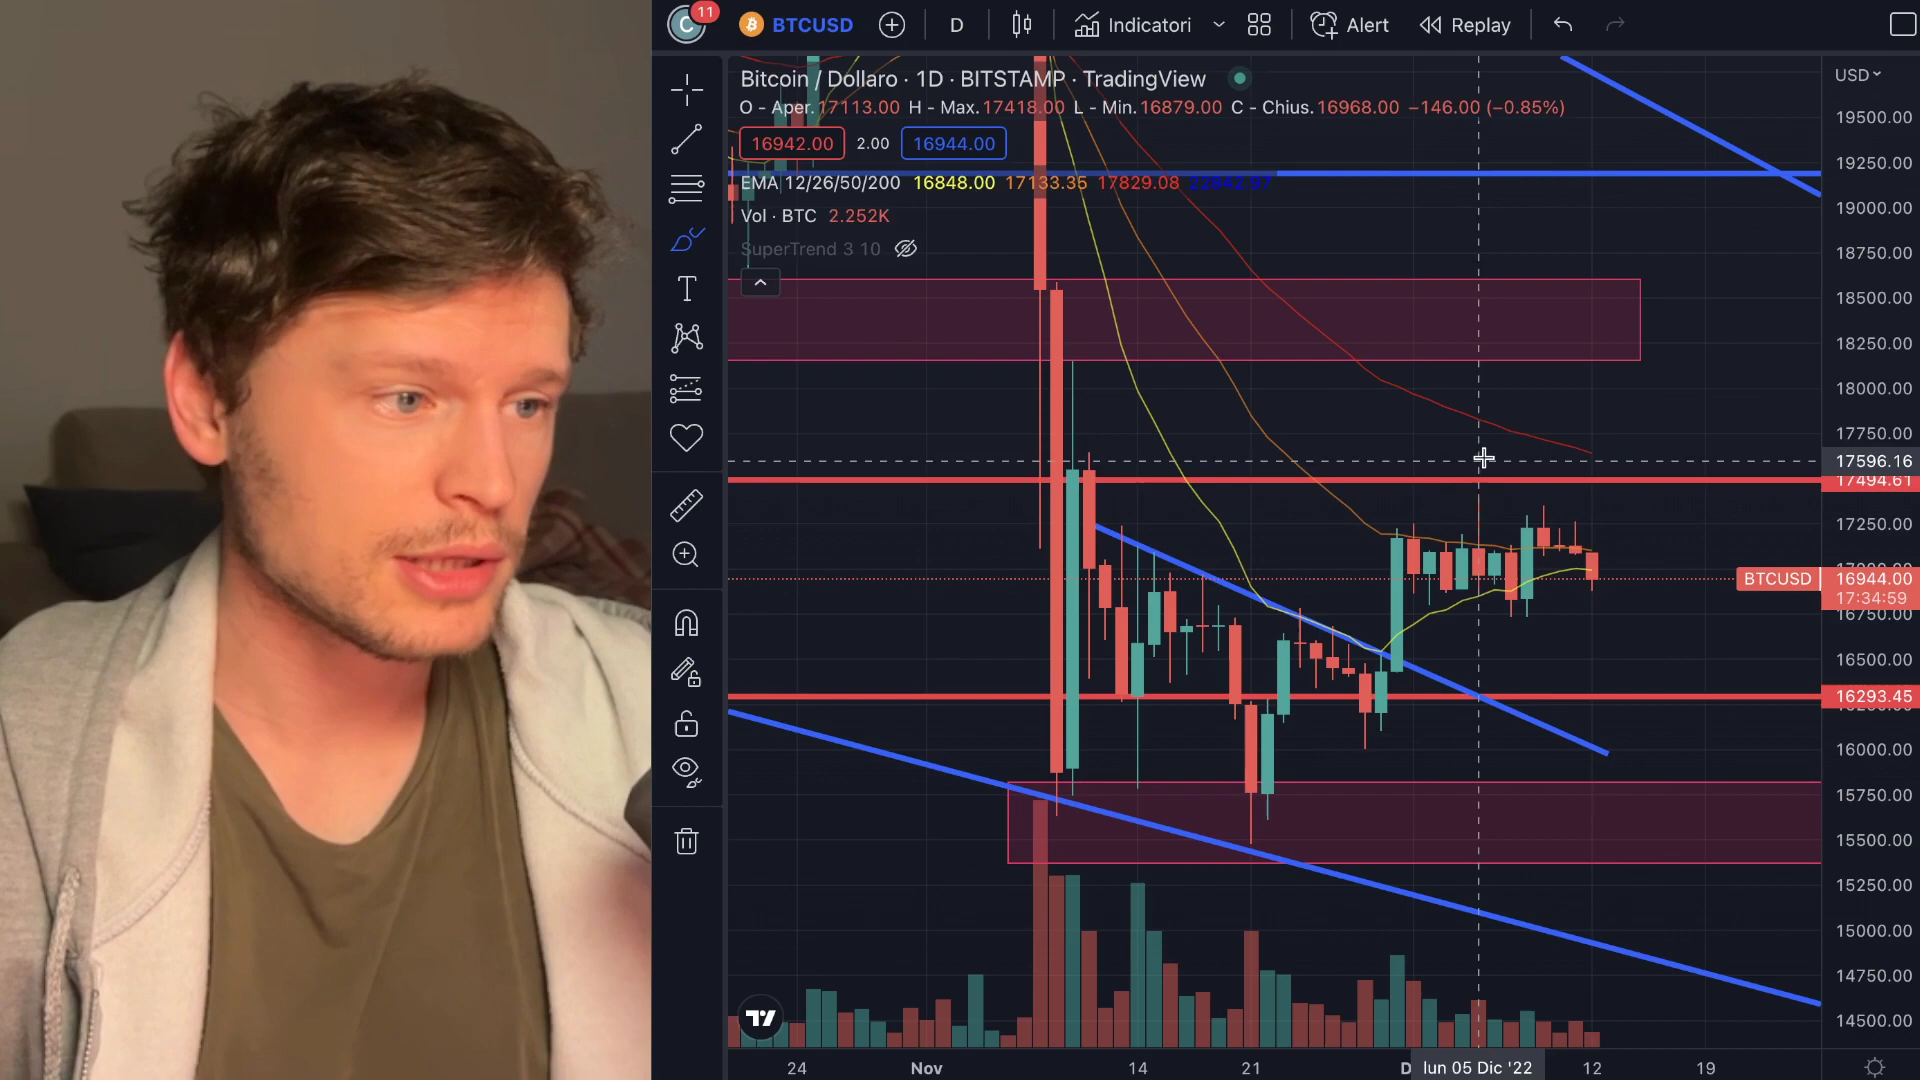 C 11 BTCUSD D Indicatori Alert Replay
Bitcoin / Dollaro · 1D · BITSTAMP · TradingView
O - Aper.17113.00 H - Max.17418.00 L - Min.16879.00 C - Chius.16968.00 −146.00 (−0.85%)
16942.00 2.00 16944.00
EMA 12/26/50/200 16848.00 17133.35 17829.08 22842.97
Vol · BTC 2.252K
SuperTrend 3 10
T
USD
19500.00
19250.00
19000.00
18750.00
18500.00
18250.00
18000.00
17750.00
17596.16
17494.61
17250.00
BTCUSD 16944.00
17:34:59
16750.00
16500.00
16293.45
16000.00
15750.00
15500.00
15250.00
15000.00
14750.00
14500.00
24 Nov 14 21 D lun 05 Dic '22 12 19